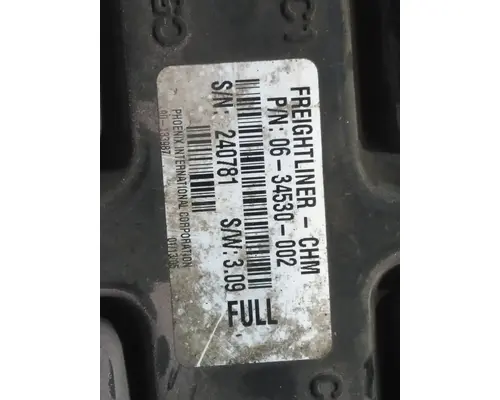 FREIGHTLINER - CHM
P/N: 06-34530-002
S/N: 240781 S/W: 3.09
FULL
PHOENIX INTERNATIONAL CORPORATION